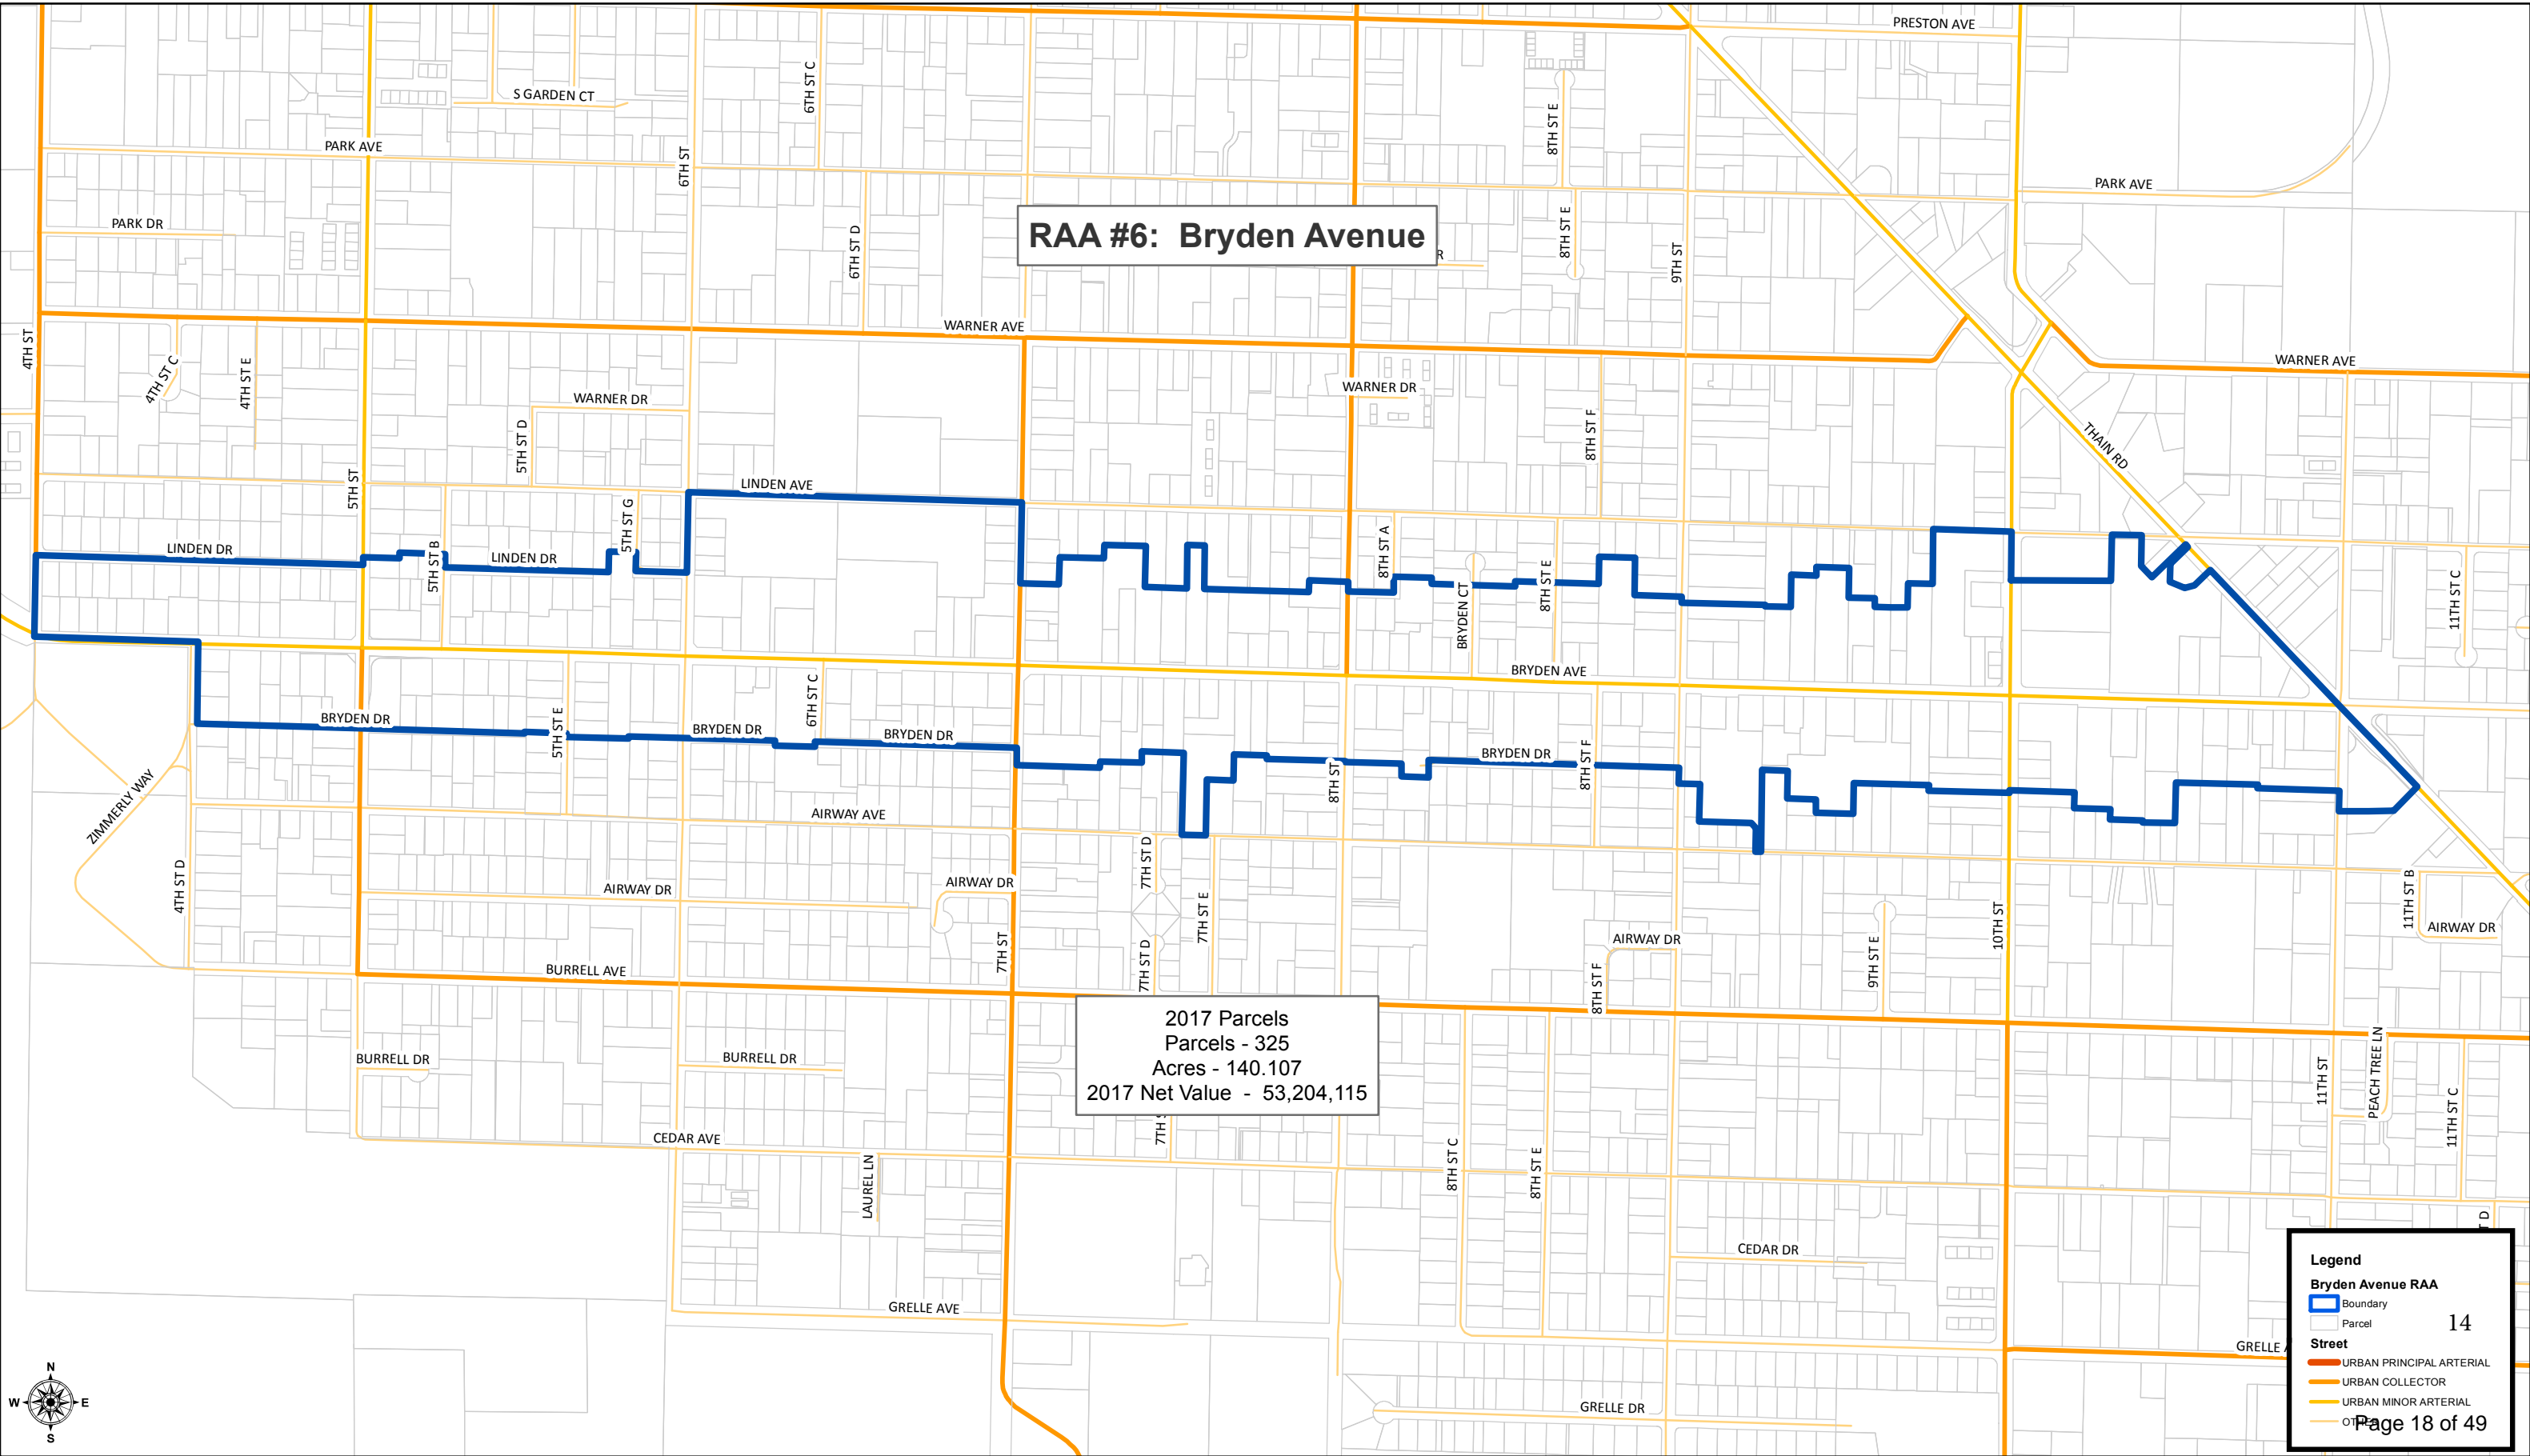 PRESTON AVE
S GARDEN CT
6TH ST C
8TH ST E
PARK AVE
6TH ST
PARK AVE
PARK DR
6TH ST D
RAA #6: Bryden Avenue
R
8TH ST E
9TH ST
4TH ST
WARNER AVE
WARNER AVE
4TH ST C
4TH ST E
WARNER DR
WARNER DR
5TH ST D
8TH ST F
THAIN RD
5TH ST
LINDEN AVE
5TH ST G
LINDEN DR
5TH ST B
LINDEN DR
8TH ST A
BRYDEN CT
8TH ST E
11TH ST C
BRYDEN AVE
BRYDEN DR
5TH ST E
6TH ST C
BRYDEN DR
BRYDEN DR
8TH ST
BRYDEN DR
8TH ST F
ZIMMERLY WAY
AIRWAY AVE
4TH ST D
AIRWAY DR
AIRWAY DR
7TH ST D
7TH ST E
7TH ST
7TH ST D
AIRWAY DR
8TH ST F
9TH ST E
10TH ST
11TH ST B
AIRWAY DR
BURRELL AVE
2017 Parcels
Parcels - 325
Acres - 140.107
2017 Net Value - 53,204,115
BURRELL DR
BURRELL DR
11TH ST
PEACH TREE LN
11TH ST C
CEDAR AVE
7TH S
LAUREL LN
8TH ST C
8TH ST E
CEDAR DR
T D
GRELLE AVE
GRELLE A
GRELLE DR
N
W
E
S
Legend
Bryden Avenue RAA
Boundary
Parcel
14
Street
URBAN PRINCIPAL ARTERIAL
URBAN COLLECTOR
URBAN MINOR ARTERIAL
Page 18 of 49